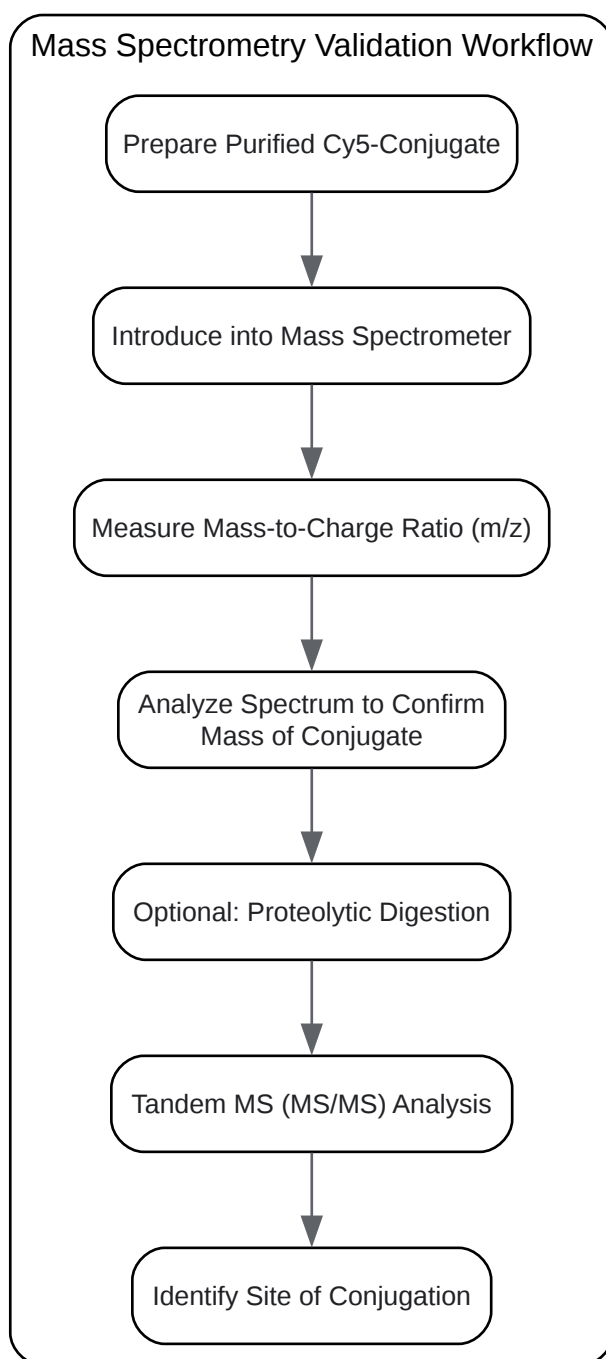 Mass Spectrometry Validation Workflow
Prepare Purified Cy5-Conjugate
Introduce into Mass Spectrometer
Measure Mass-to-Charge Ratio (m/z)
Analyze Spectrum to Confirm
Mass of Conjugate
Optional: Proteolytic Digestion
Tandem MS (MS/MS) Analysis
Identify Site of Conjugation